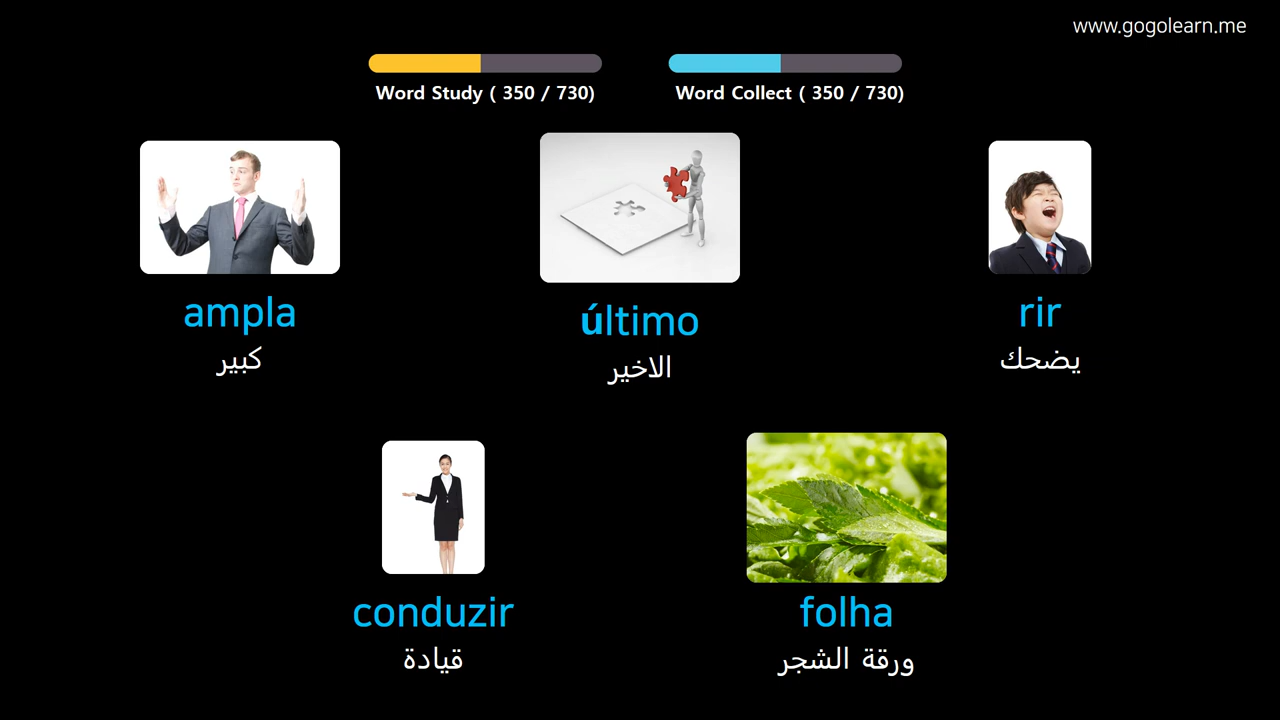 www.gogolearn.me
Word Study ( 350 / 730)
Word Collect ( 350 / 730)
ampla
كبير
último
الاخير
rir
يضحك
conduzir
قيادة
folha
ورقة الشجر